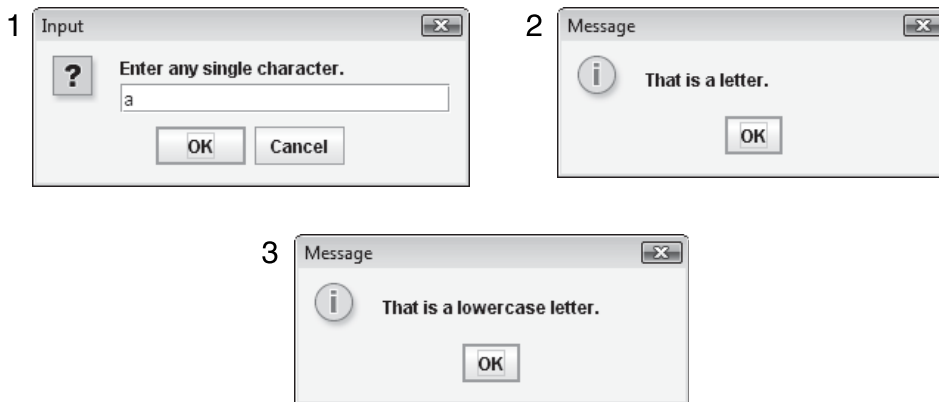 1
Input
?
Enter any single character.
a
OK Cancel
2
Message
i
That is a letter.
OK
3
Message
i
That is a lowercase letter.
OK